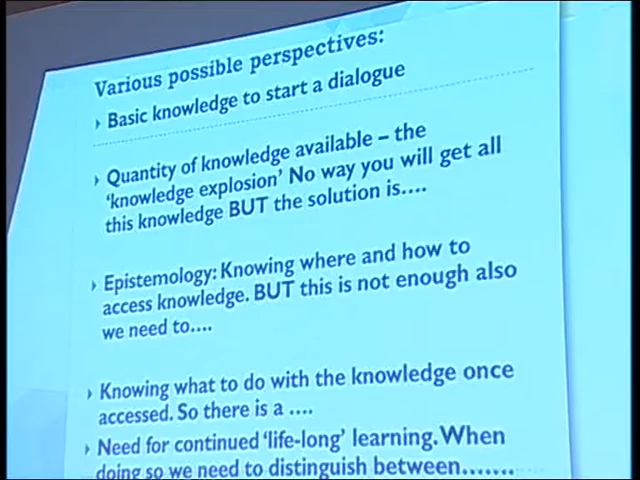 Various possible perspectives:
Basic knowledge to start a dialogue
Quantity of knowledge available – the
‘knowledge explosion’ No way you will get all
this knowledge BUT the solution is....
Epistemology: Knowing where and how to
access knowledge. BUT this is not enough also
we need to....
Knowing what to do with the knowledge once
accessed. So there is a ....
Need for continued ‘life-long’ learning. When
doing so we need to distinguish between.......